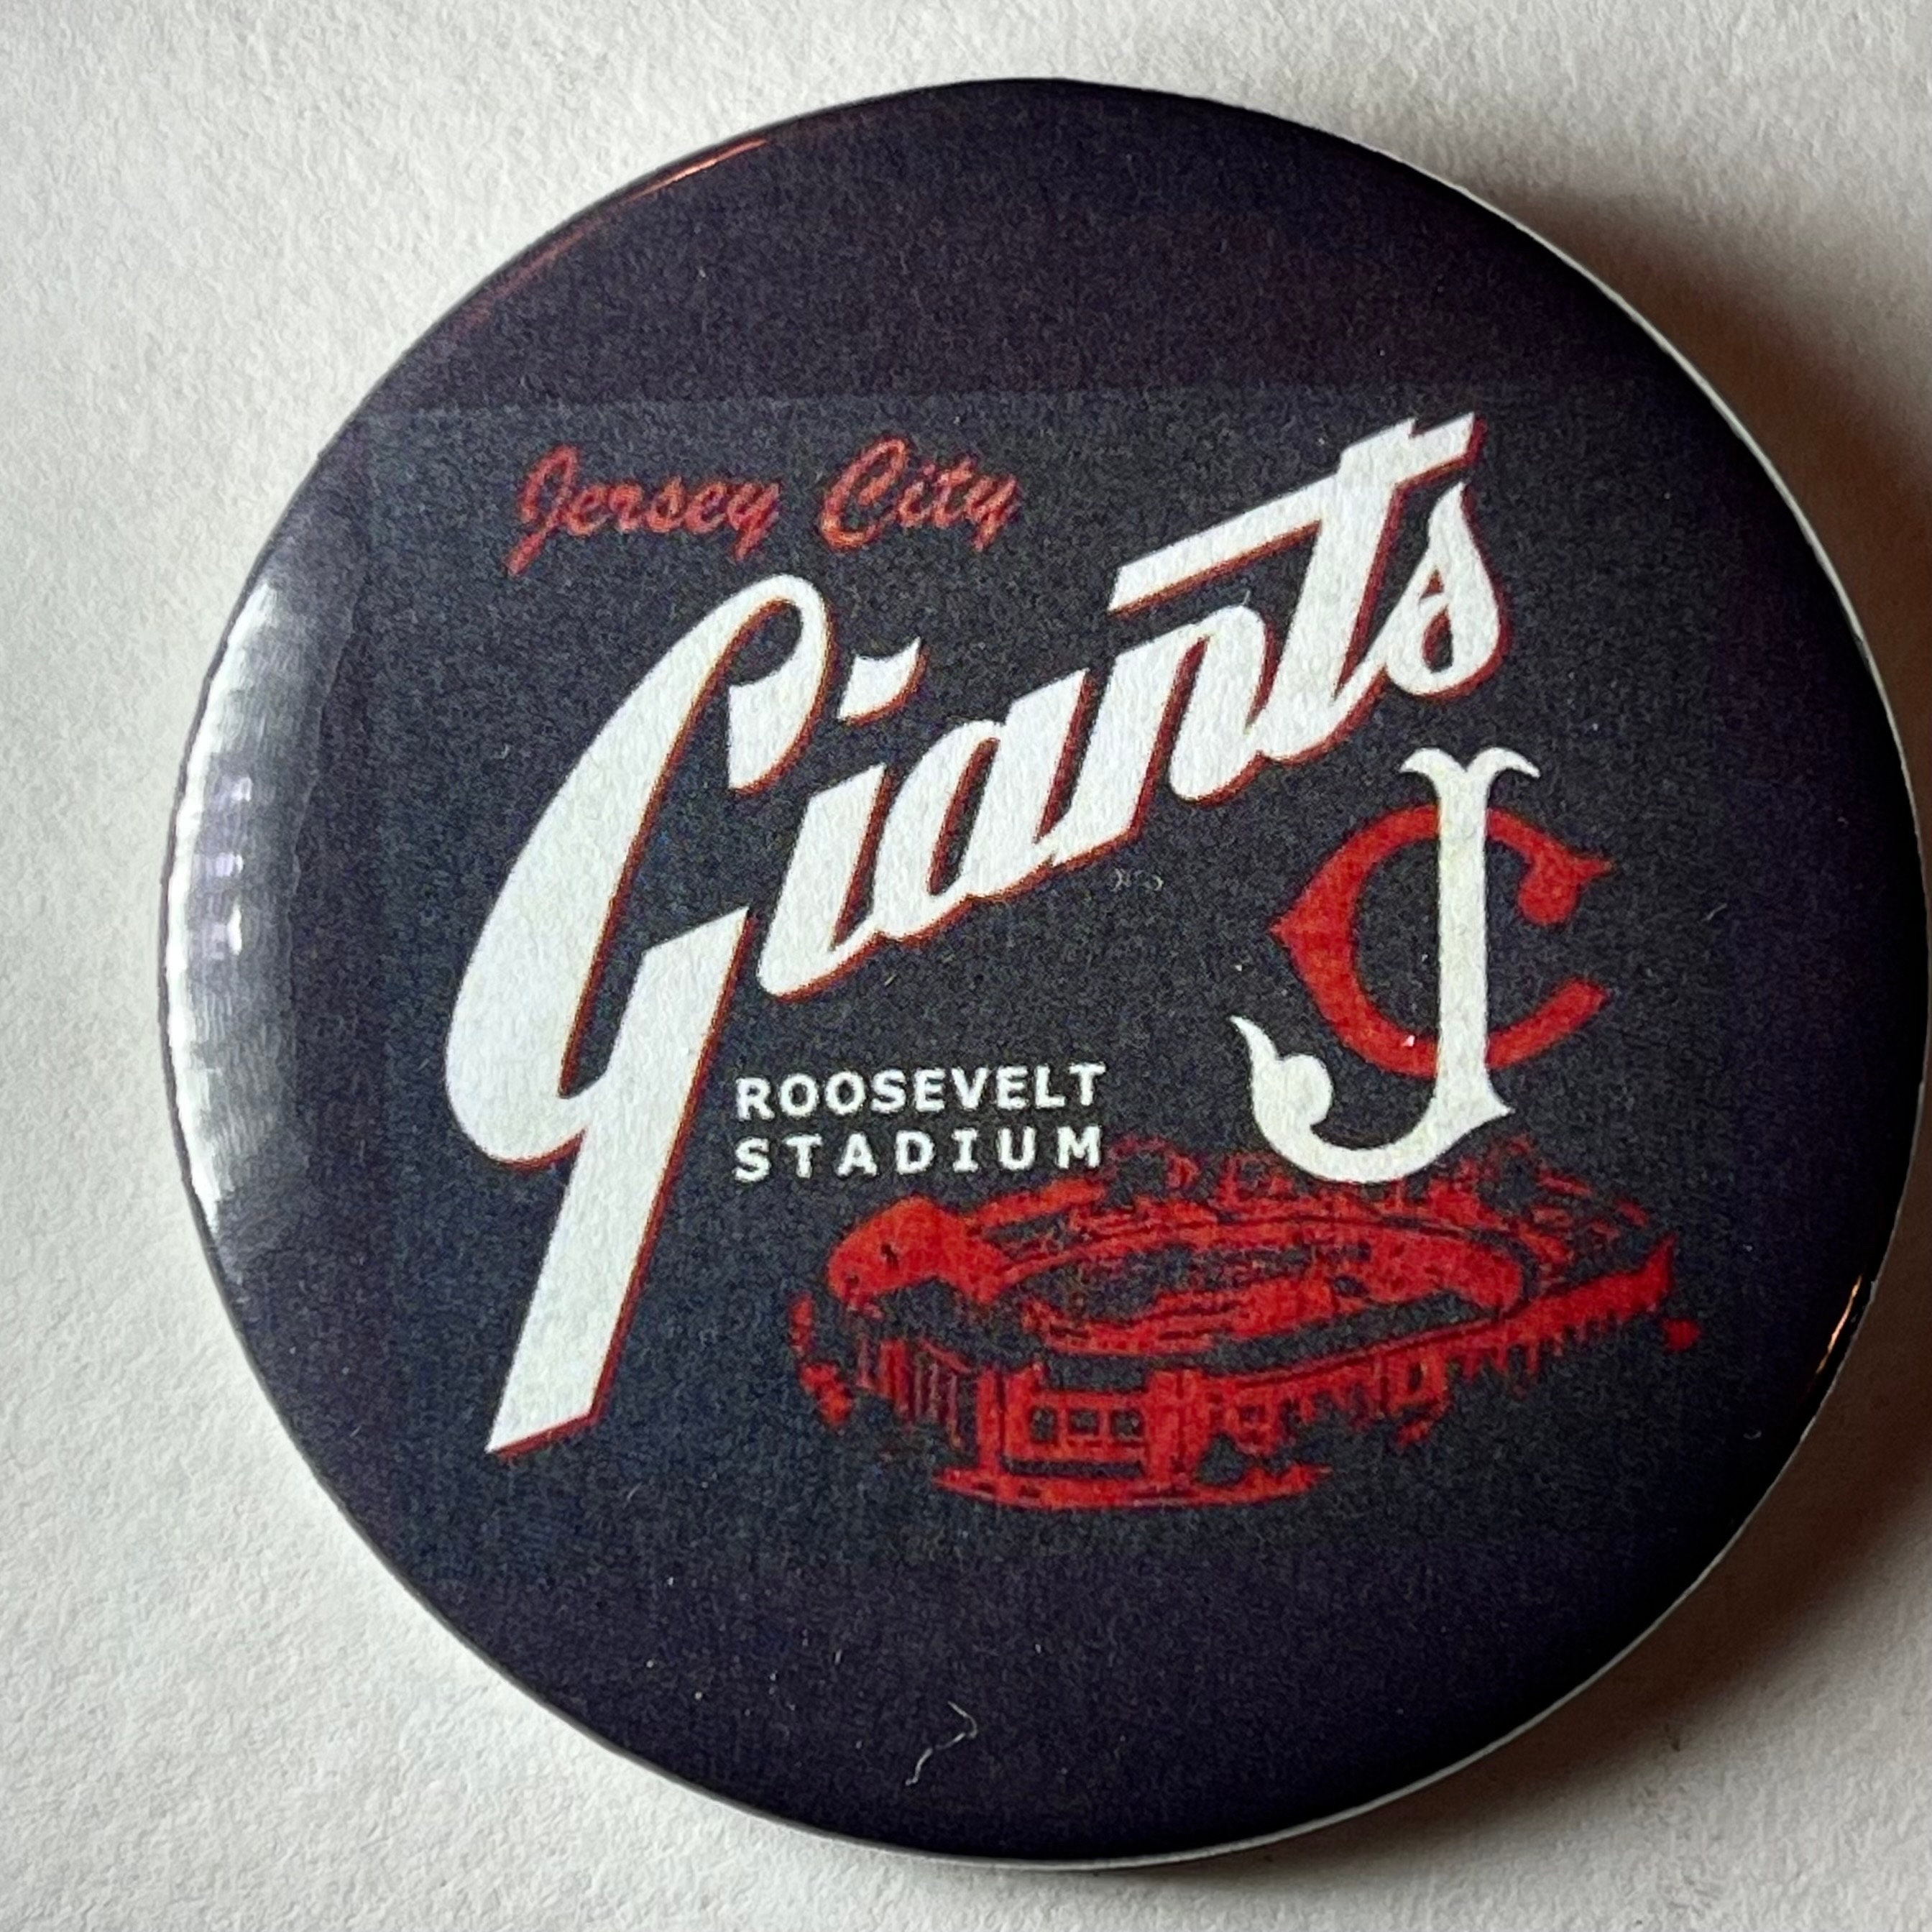 Jersey City
Giants
JC
ROOSEVELT
STADIUM